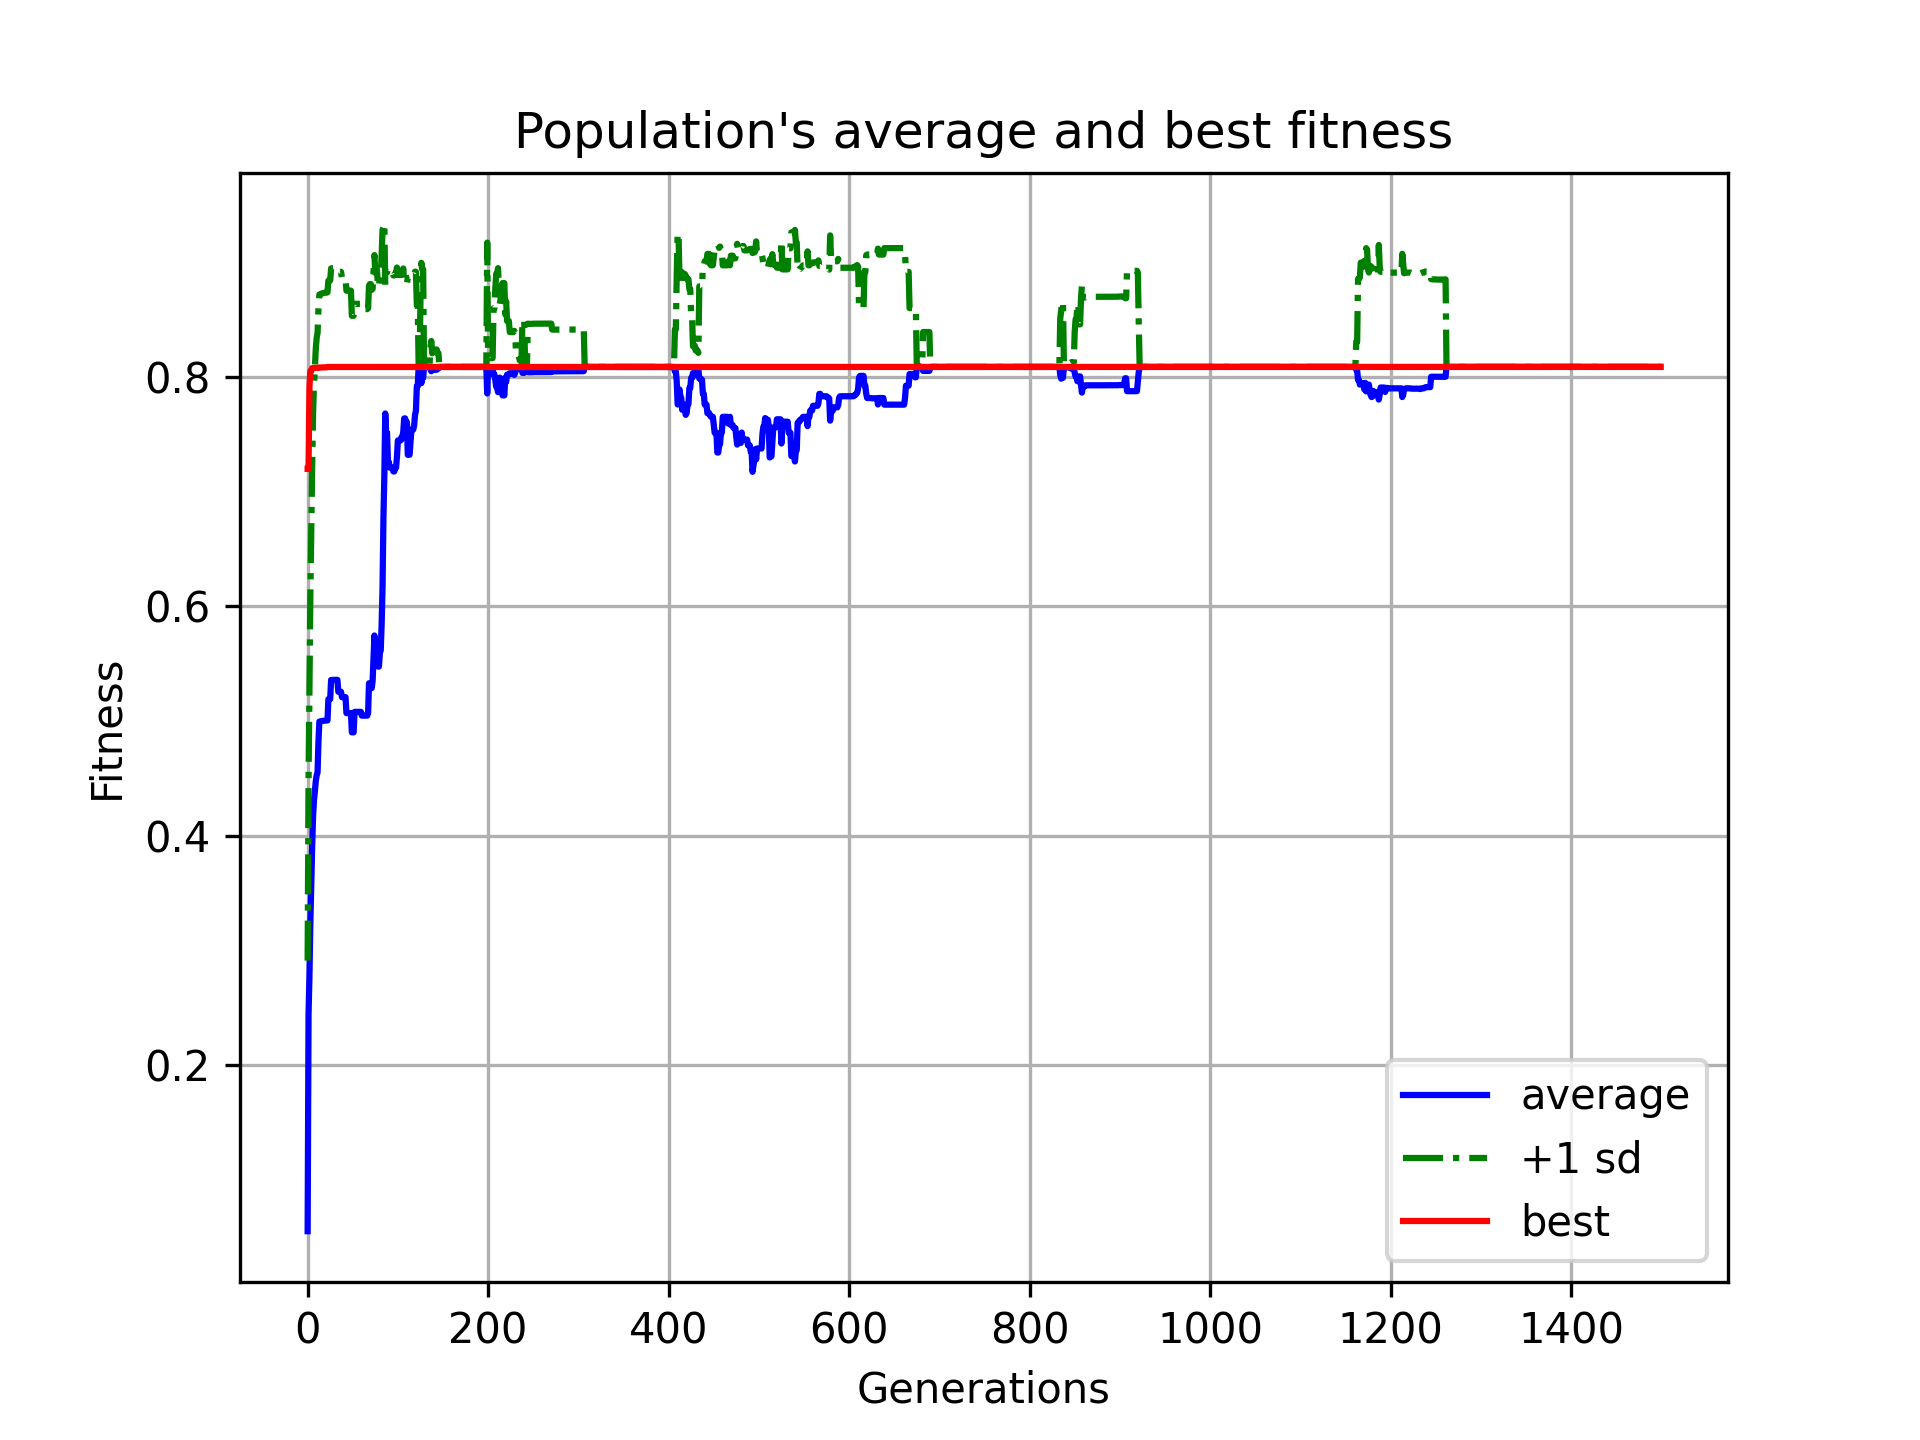 Population's average and best fitness
Fitness
0.8
0.6
0.4
0.2
0 200 400 600 800 1000 1200 1400
Generations
average
+1 sd
best